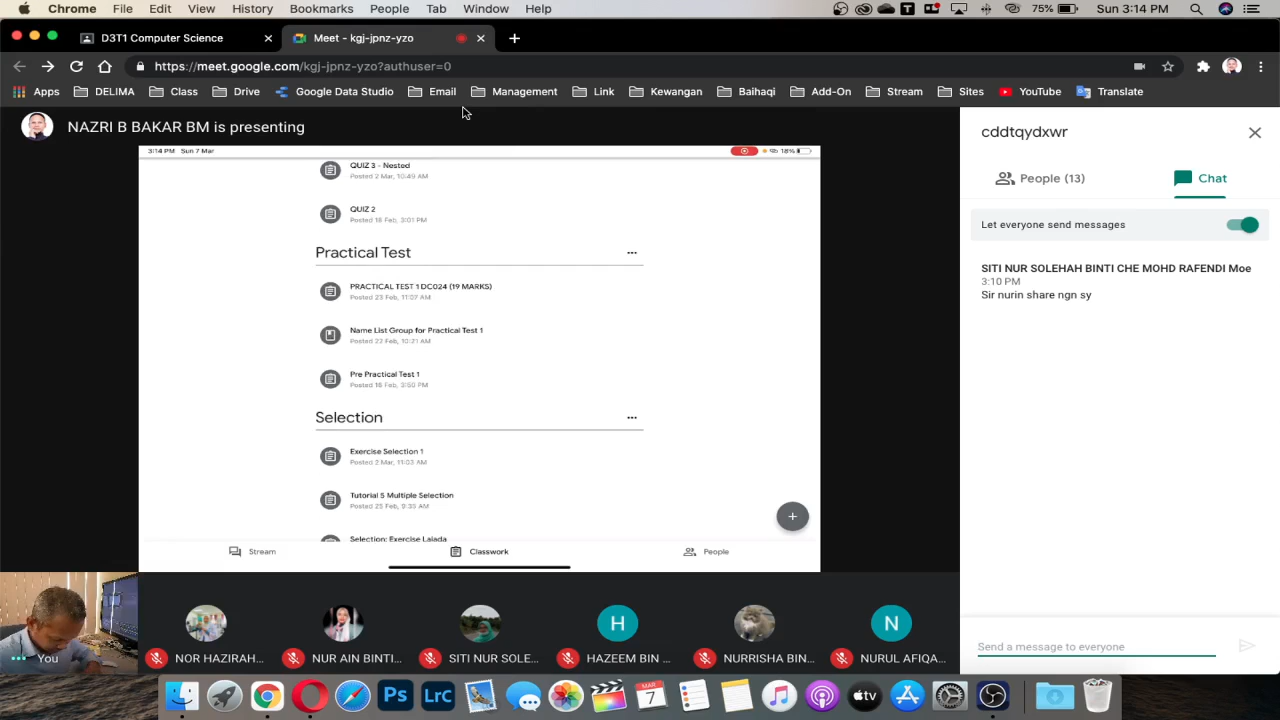 Chrome File Edit View History Bookmarks People Tab Window Help 75% Sun 3:14 PM
D3T1 Computer Science Meet - kgj-jpnz-yzo
https://meet.google.com/kgj-jpnz-yzo?authuser=0
Apps DELIMA Class Drive Google Data Studio Email Management Link Kewangan Baihaqi Add-On Stream Sites YouTube Translate
NAZRI B BAKAR BM is presenting
3:14 PM Sun 7 Mar 18%
QUIZ 3 - Nested
Posted 2 Mar, 10:49 AM
QUIZ 2
Posted 18 Feb, 3:01 PM
Practical Test
PRACTICAL TEST 1 DC024 (19 MARKS)
Posted 23 Feb, 11:07 AM
Name List Group for Practical Test 1
Posted 22 Feb, 10:21 AM
Pre Practical Test 1
Posted 16 Feb, 3:50 PM
Selection
Exercise Selection 1
Posted 2 Mar, 11:03 AM
Tutorial 5 Multiple Selection
Posted 25 Feb, 9:35 AM
Selection: Exercise Lajada
Stream Classwork People
cddtqydxwr
People (13) Chat
Let everyone send messages
SITI NUR SOLEHAH BINTI CHE MOHD RAFENDI Moe
3:10 PM
Sir nurin share ngn sy
Send a message to everyone
H N
You NOR HAZIRAH... NUR AIN BINTI... SITI NUR SOLE... HAZEEM BIN ... NURRISHA BIN... NURUL AFIQA...
Ps LrC MAR 7 tv